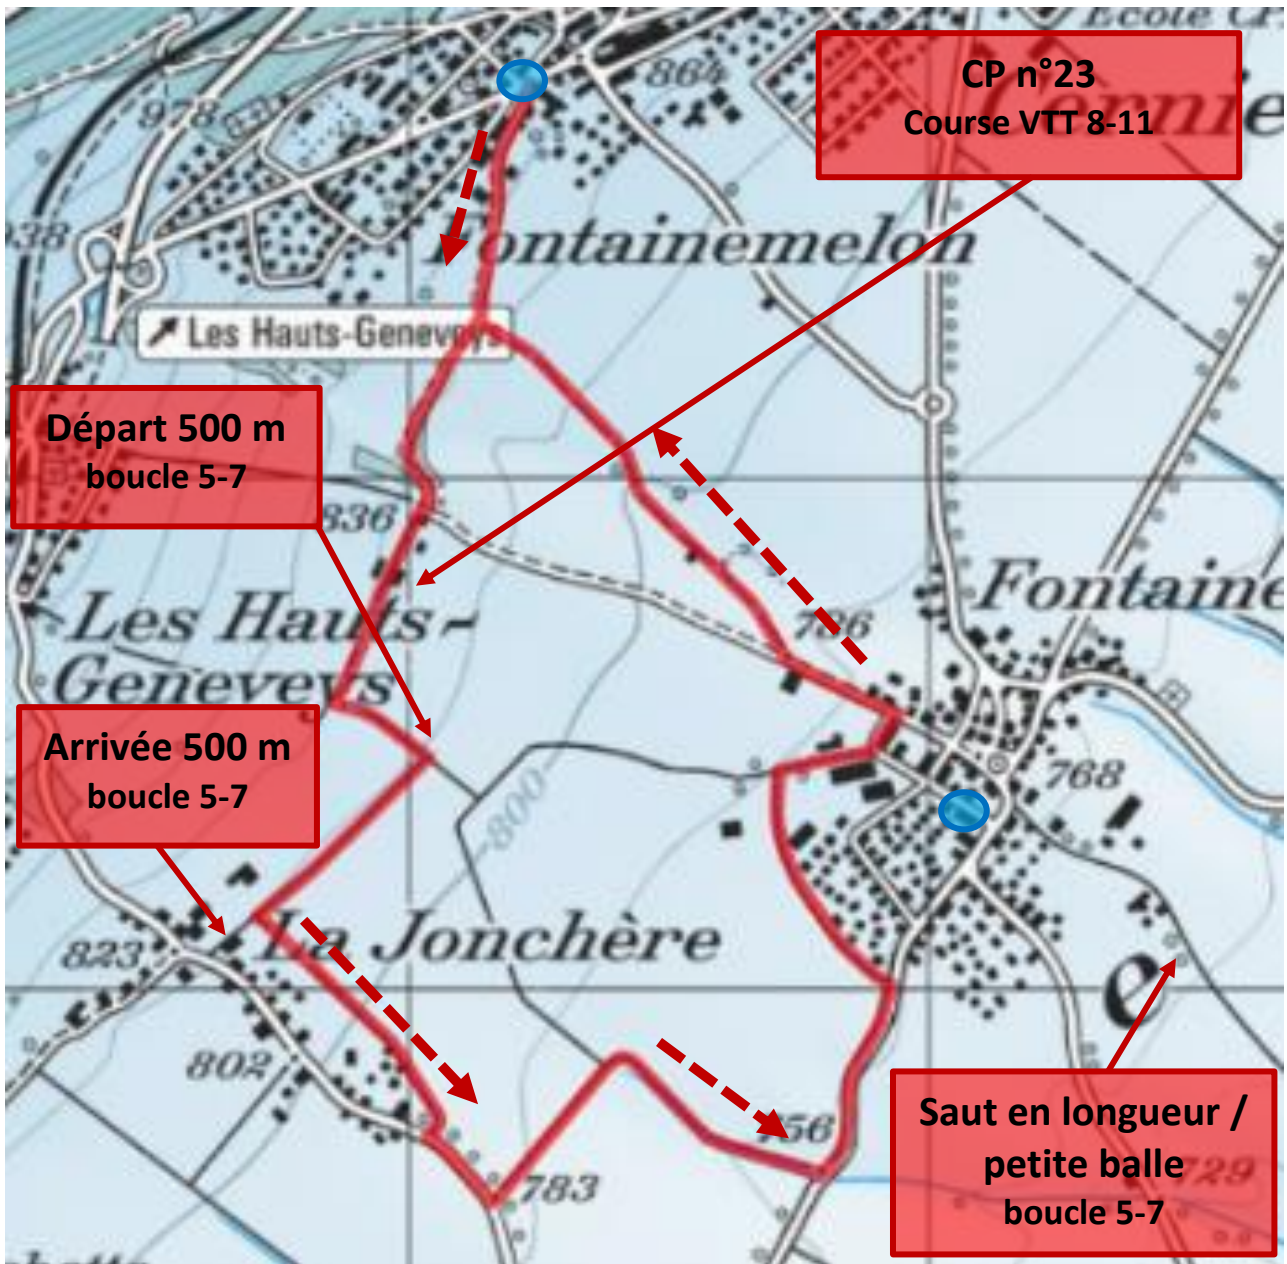 864
CP n°23
Course VTT 8-11
978
Fontainemelon
Les Hauts-Geneveys
Départ 500 m
boucle 5-7
836
Les Hauts-
Geneveys
786
Fontaine
Arrivée 500 m
boucle 5-7
768
800
La Jonchère
823
e
802
756
783
Saut en longueur /
petite balle
boucle 5-7
729